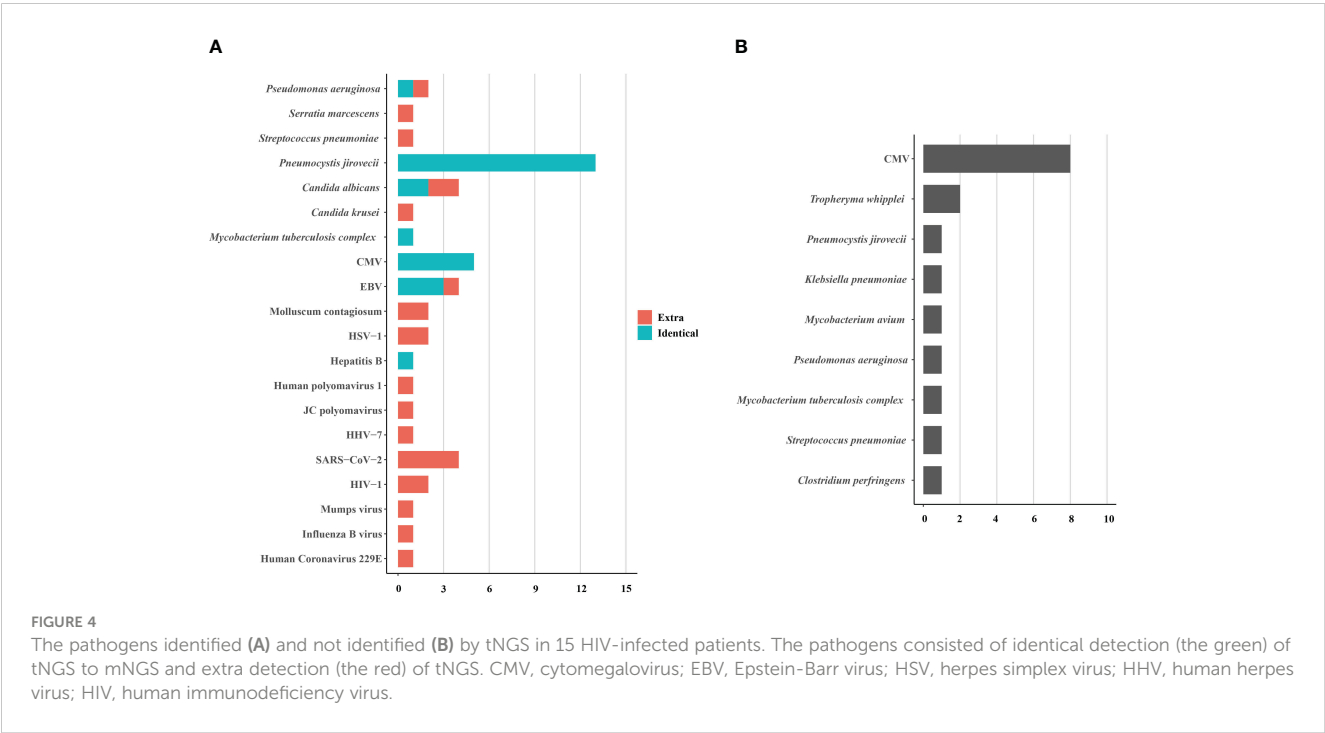 A
Pseudomonas aeruginosa
Serratia marcescens
Streptococcus pneumoniae
Pneumocystis jirovecii
Candida albicans
Candida krusei
Mycobacterium tuberculosis complex
CMV
EBV
Molluscum contagiosum
HSV−1
Hepatitis B
Human polyomavirus 1
JC polyomavirus
HHV−7
SARS−CoV−2
HIV−1
Mumps virus
Influenza B virus
Human Coronavirus 229E
0 3 6 9 12 15
Extra
Identical
B
CMV
Tropheryma whipplei
Pneumocystis jirovecii
Klebsiella pneumoniae
Mycobacterium avium
Pseudomonas aeruginosa
Mycobacterium tuberculosis complex
Streptococcus pneumoniae
Clostridium perfringens
0 2 4 6 8 10
FIGURE 4
The pathogens identified (A) and not identified (B) by tNGS in 15 HIV-infected patients. The pathogens consisted of identical detection (the green) of
tNGS to mNGS and extra detection (the red) of tNGS. CMV, cytomegalovirus; EBV, Epstein-Barr virus; HSV, herpes simplex virus; HHV, human herpes
virus; HIV, human immunodeficiency virus.